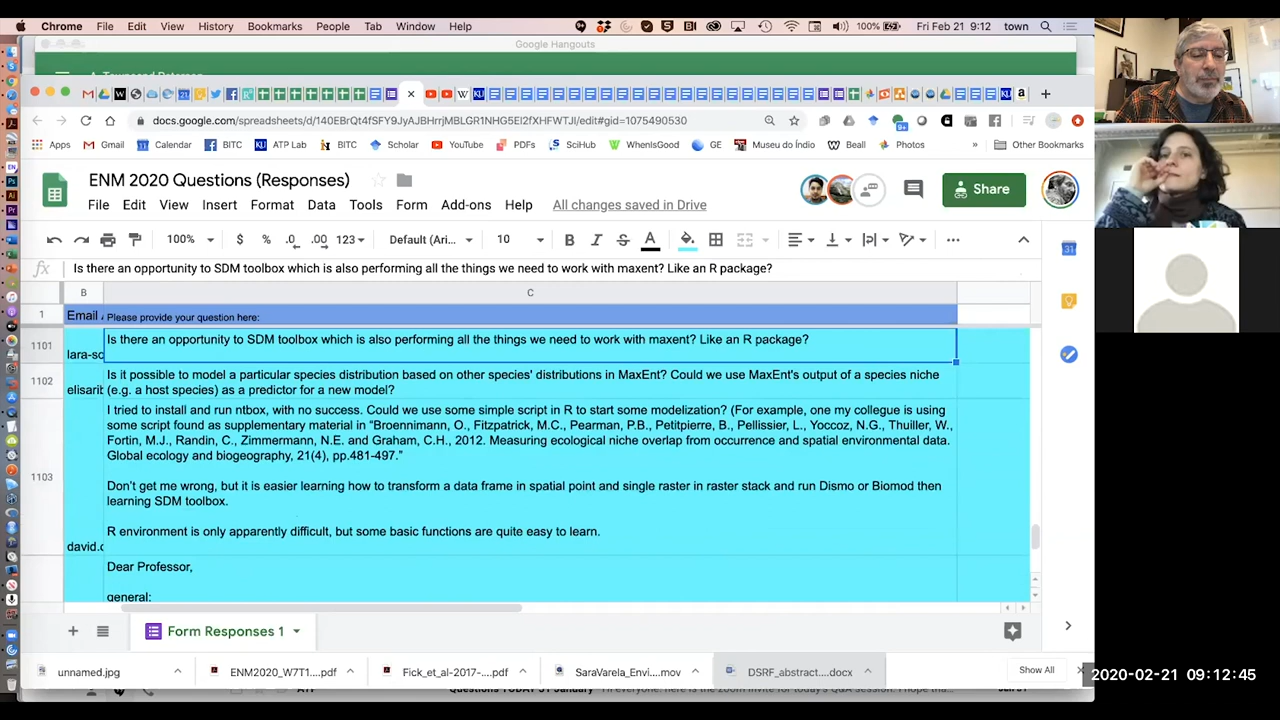 Chrome File Edit View History Bookmarks People Tab Window Help 100% Fri Feb 21 9:12 town
Google Hangouts
docs.google.com/spreadsheets/d/140EBrQt4fSFY9JyAJBHrrjMBLGR1NHG5El2fXHFWTJI/edit#gid=1075490530
Apps Gmail Calendar BITC ATP Lab BITC Scholar YouTube PDFs SciHub WhenIsGood GE Museu do Índio Beall Photos » Other Bookmarks
ENM 2020 Questions (Responses)
Share
File Edit View Insert Format Data Tools Form Add-ons Help All changes saved in Drive
100% $ % .0 .00 123 Default (Ari... 10 B I S A
fx Is there an opportunity to SDM toolbox which is also performing all the things we need to work with maxent? Like an R package?
B C
1 Email Please provide your question here:
1101 lara-so Is there an opportunity to SDM toolbox which is also performing all the things we need to work with maxent? Like an R package?
1102 Is it possible to model a particular species distribution based on other species' distributions in MaxEnt? Could we use MaxEnt's output of a species niche
elisarib (e.g. a host species) as a predictor for a new model?
I tried to install and run ntbox, with no success. Could we use some simple script in R to start some modelization? (For example, one my collegue is using
some script found as supplementary material in "Broennimann, O., Fitzpatrick, M.C., Pearman, P.B., Petitpierre, B., Pellissier, L., Yoccoz, N.G., Thuiller, W.,
Fortin, M.J., Randin, C., Zimmermann, N.E. and Graham, C.H., 2012. Measuring ecological niche overlap from occurrence and spatial environmental data.
Global ecology and biogeography, 21(4), pp.481-497."
1103
Don't get me wrong, but it is easier learning how to transform a data frame in spatial point and single raster in raster stack and run Dismo or Biomod then
learning SDM toolbox.
R environment is only apparently difficult, but some basic functions are quite easy to learn.
david.c
Dear Professor,
general:
Form Responses 1
unnamed.jpg ENM2020_W7T1....pdf Fick_et_al-2017-....pdf SaraVarela_Envi....mov DSRF_abstract....docx Show All
2020-02-21 09:12:45